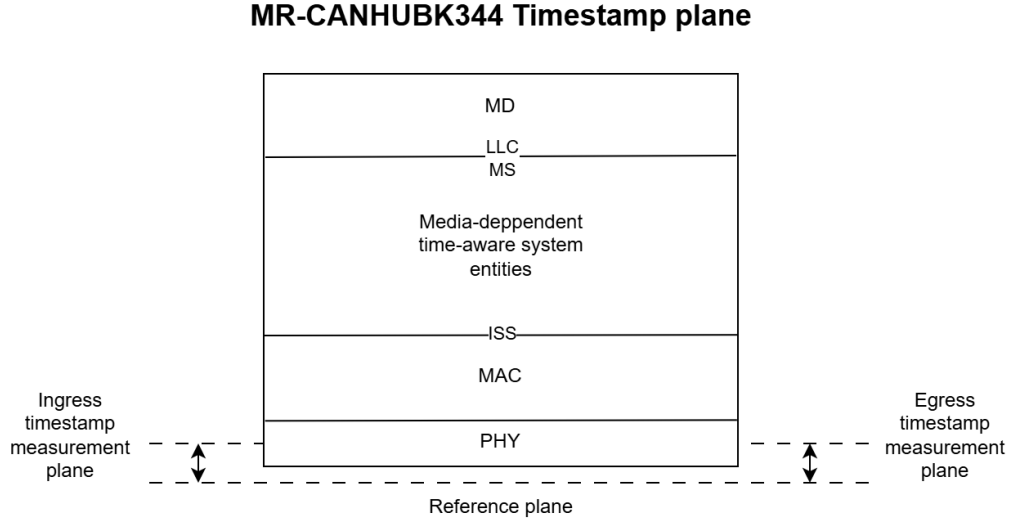 MR-CANHUBK344 Timestamp plane
MD
LLC
MS
Media-deppendent
time-aware system
entities
ISS
MAC
Ingress
timestamp
measurement
plane
PHY
Egress
timestamp
measurement
plane
Reference plane